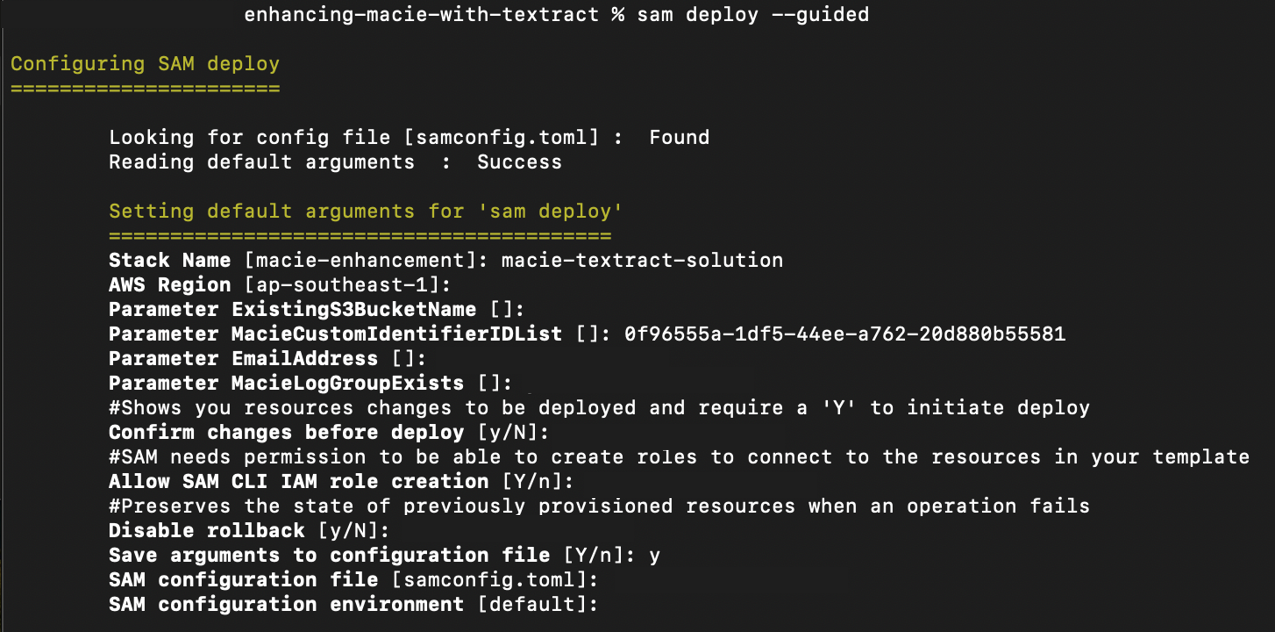 enhancing-macie-with-textract % sam deploy --guided
Configuring SAM deploy
======================
Looking for config file [samconfig.toml] :  Found
Reading default arguments  :  Success
Setting default arguments for 'sam deploy'
=========================================
Stack Name [macie-enhancement]: macie-textract-solution
AWS Region [ap-southeast-1]:
Parameter ExistingS3BucketName []:
Parameter MacieCustomIdentifierIDList []: 0f96555a-1df5-44ee-a762-20d880b55581
Parameter EmailAddress []:
Parameter MacieLogGroupExists []:
#Shows you resources changes to be deployed and require a 'Y' to initiate deploy
Confirm changes before deploy [y/N]:
#SAM needs permission to be able to create roles to connect to the resources in your template
Allow SAM CLI IAM role creation [Y/n]:
#Preserves the state of previously provisioned resources when an operation fails
Disable rollback [y/N]:
Save arguments to configuration file [Y/n]: y
SAM configuration file [samconfig.toml]:
SAM configuration environment [default]: